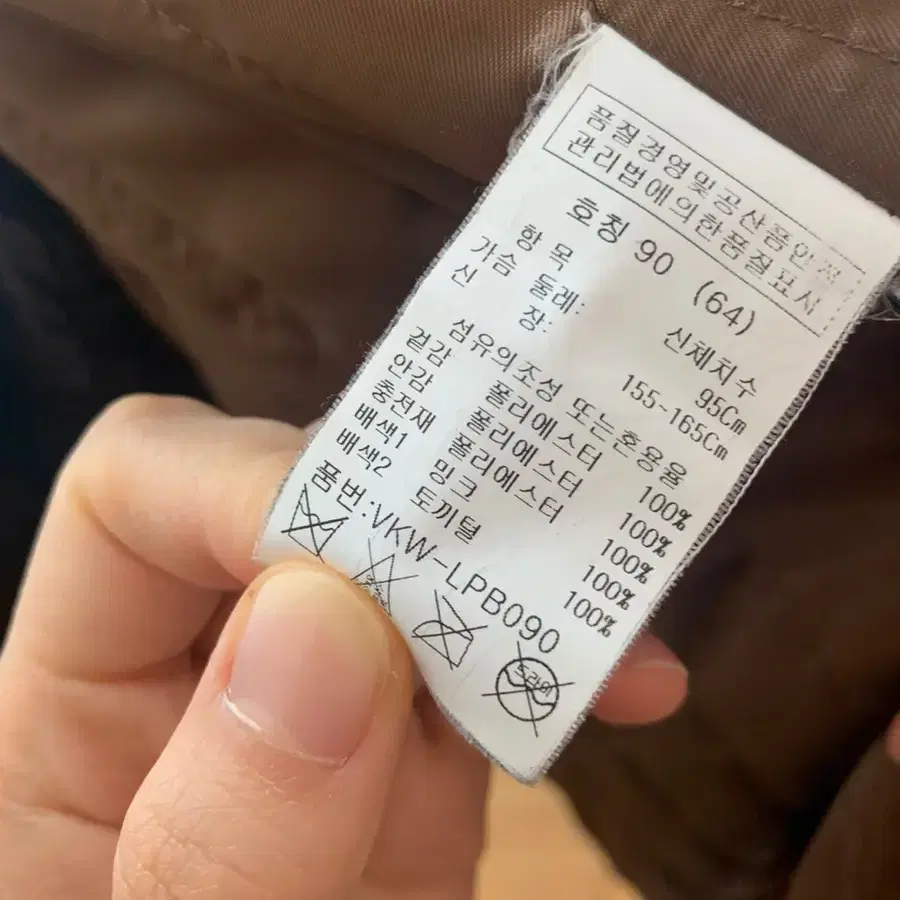 품질경영및공산품안전
관리법에의한품질표시
호칭 90 (64)
항 목 신체치수
가슴 둘레: 95Cm
신 장: 155-165Cm
섬유의조성 또는혼용율
겉감 폴리에스터 100%
안감 폴리에스터 100%
충전재 폴리에스터 100%
배색1 밍크 100%
배색2 토끼털 100%
품번:VKW-LPB090
드라이